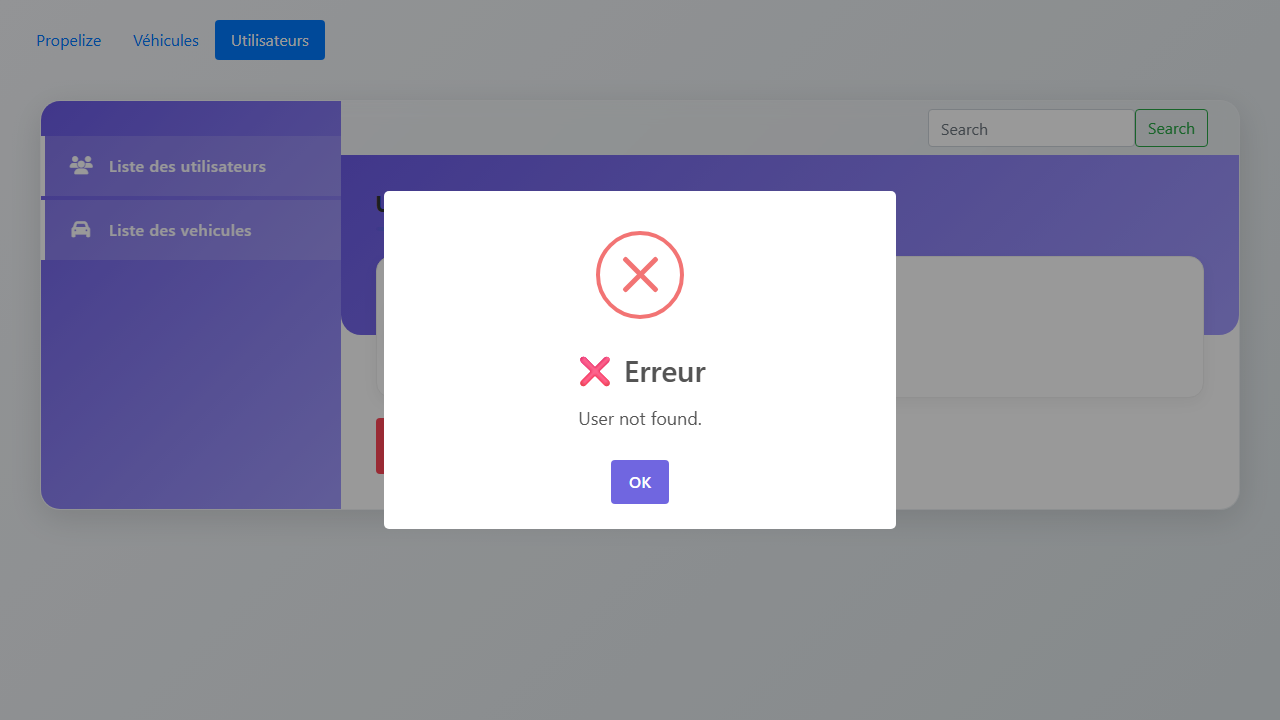 Propelize Véhicules Utilisateurs
Search Search
Liste des utilisateurs
Liste des vehicules
❌ Erreur
User not found.
OK